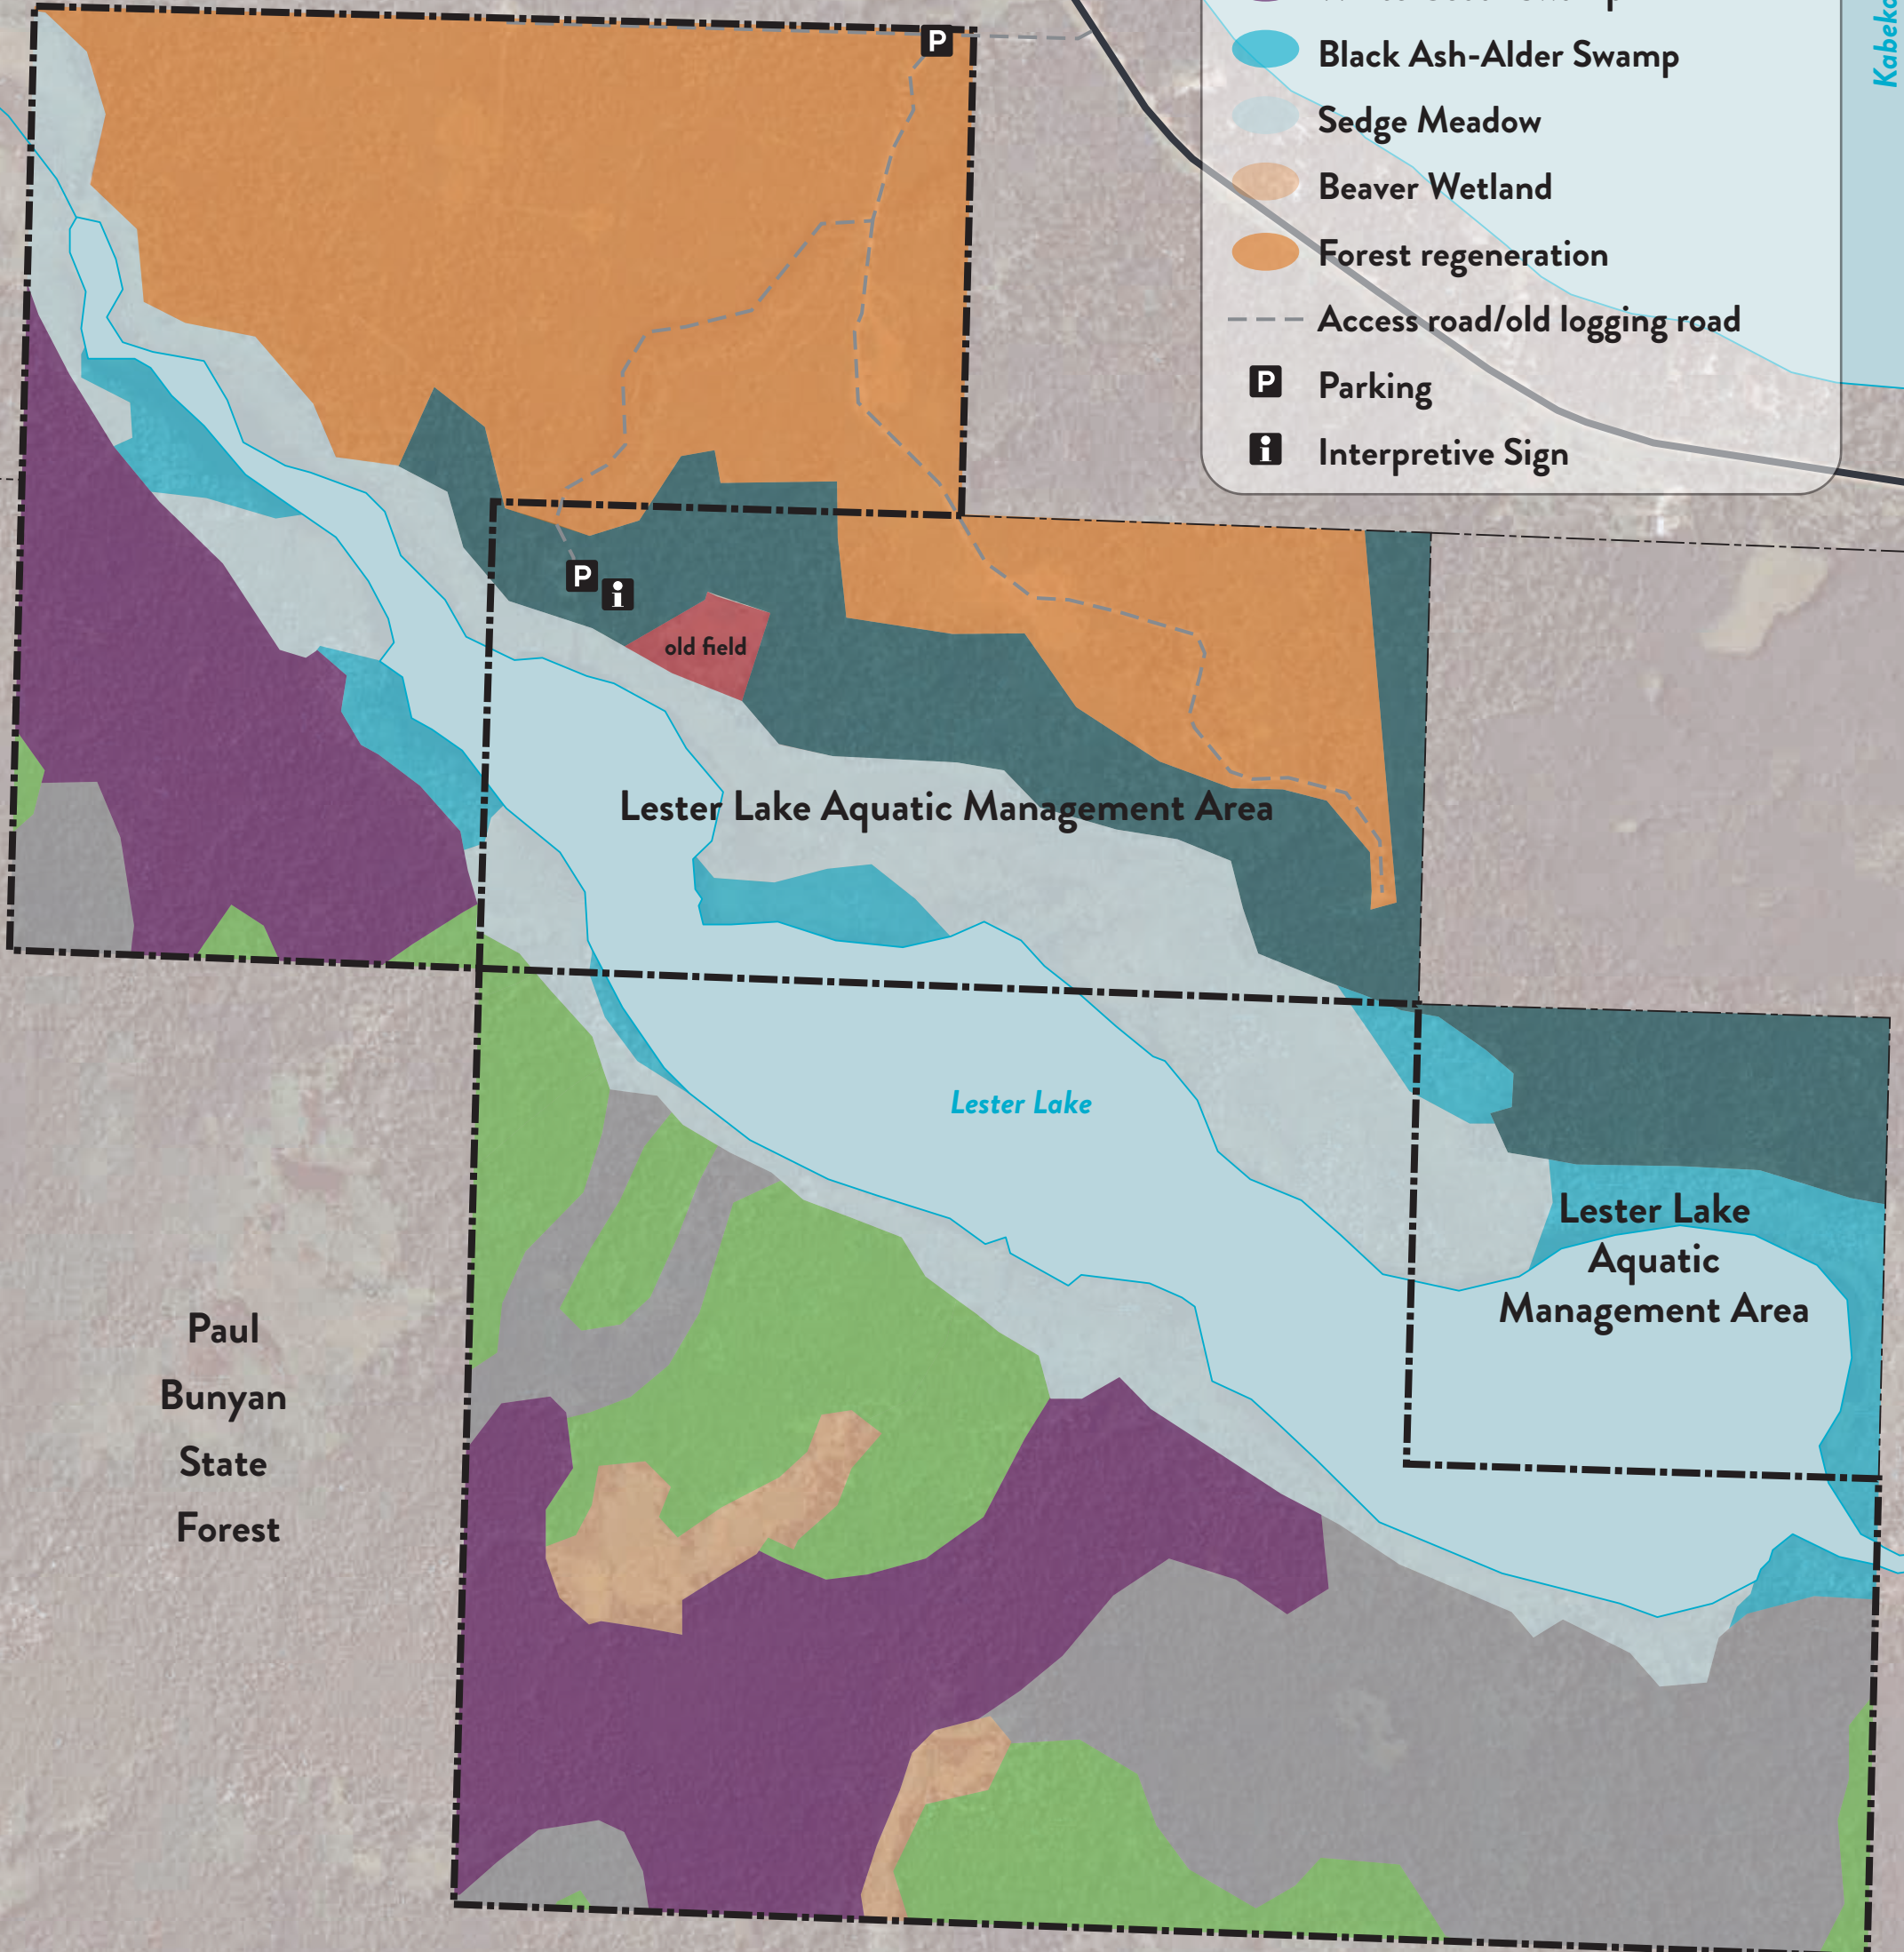 Black Ash-Alder Swamp
Sedge Meadow
Beaver Wetland
Forest regeneration
Access road/old logging road
P Parking
i Interpretive Sign
P
P
i
old field
Lester Lake Aquatic Management Area
Lester Lake
Lester Lake
Aquatic
Management Area
Paul
Bunyan
State
Forest